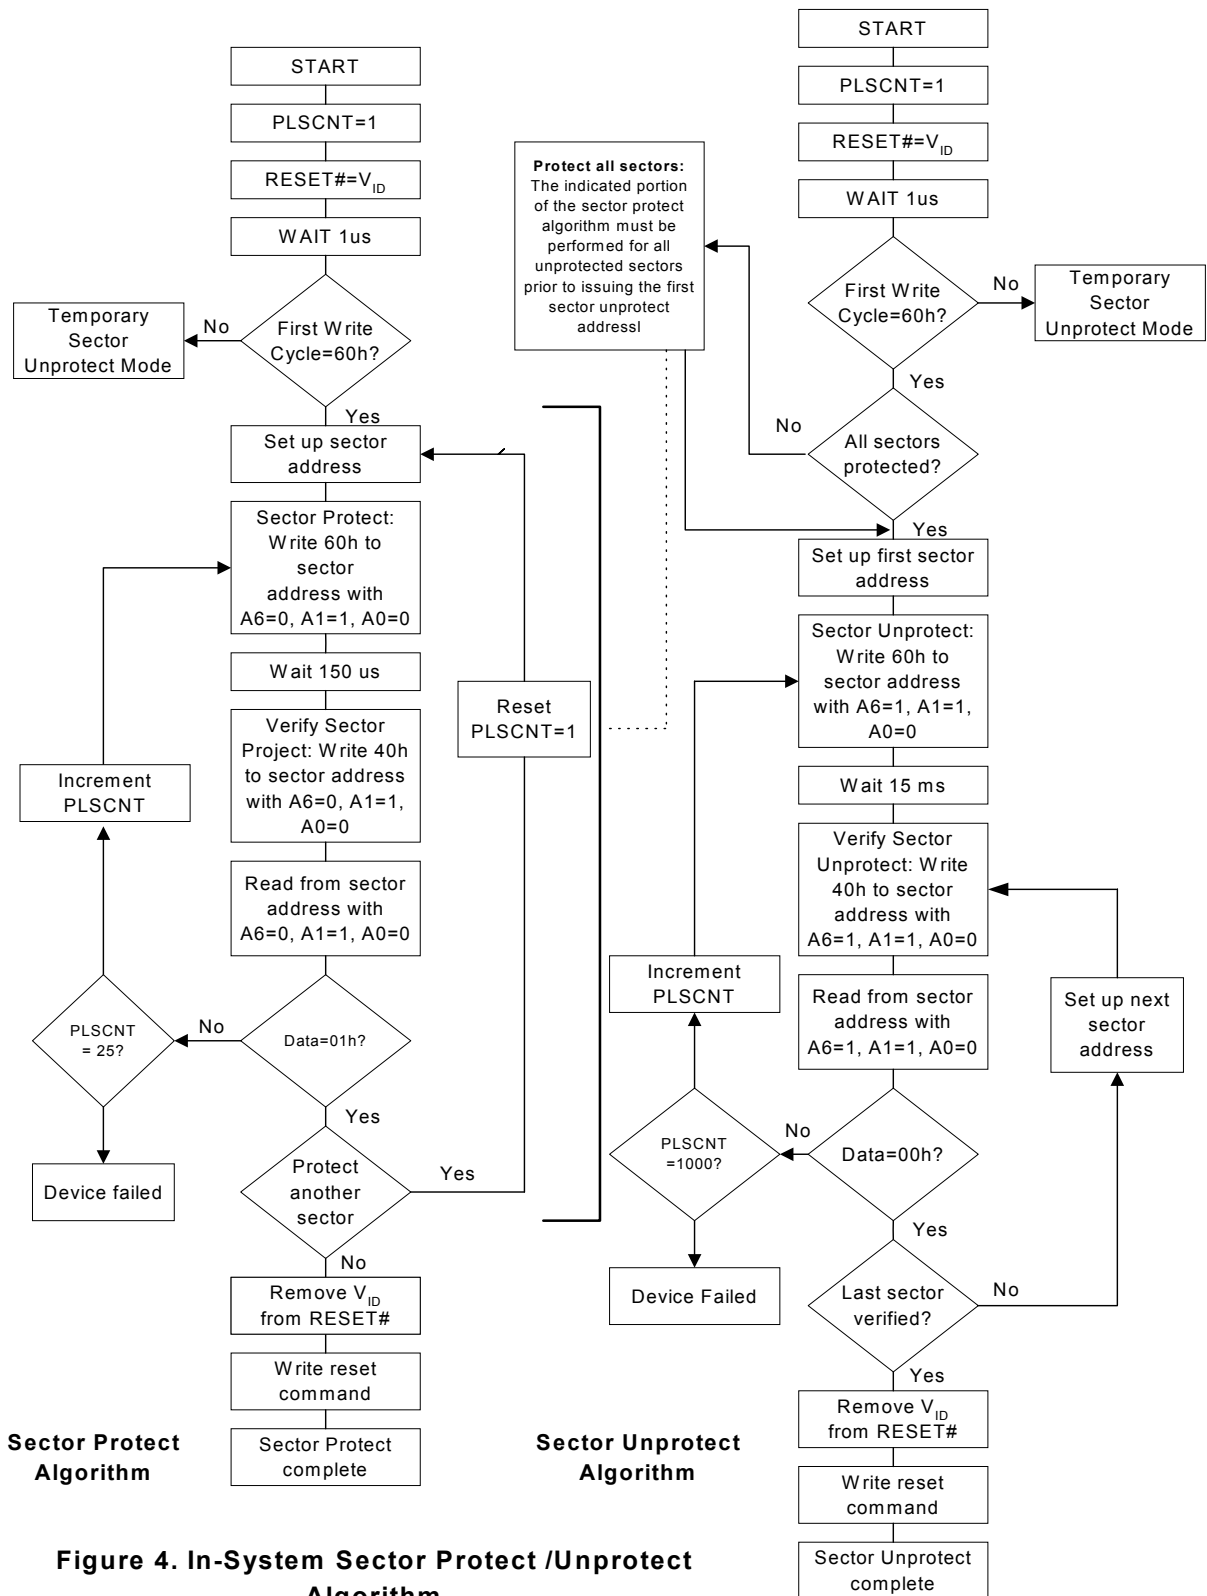 START
PLSCNT=1
RESET#=VID
WAIT 1us
First Write
Cycle=60h?
No
Temporary
Sector
Unprotect Mode
Yes
Set up sector
address
Sector Protect:
Write 60h to
sector
address with
A6=0, A1=1, A0=0
Wait 150 us
Verify Sector
Project: Write 40h
to sector address
with A6=0, A1=1,
A0=0
Read from sector
address with
A6=0, A1=1, A0=0
Increment
PLSCNT
PLSCNT
= 25?
No
Data=01h?
Yes
Device failed
Protect
another
sector
Yes
Reset
PLSCNT=1
No
Remove VID
from RESET#
Write reset
command
Sector Protect
complete
Sector Protect
Algorithm
Protect all sectors:
The indicated portion
of the sector protect
algorithm must be
performed for all
unprotected sectors
prior to issuing the first
sector unprotect
addressl
START
PLSCNT=1
RESET#=VID
WAIT 1us
First Write
Cycle=60h?
No
Temporary
Sector
Unprotect Mode
Yes
No
All sectors
protected?
Yes
Set up first sector
address
Sector Unprotect:
Write 60h to
sector address
with A6=1, A1=1,
A0=0
Wait 15 ms
Verify Sector
Unprotect: Write
40h to sector
address with
A6=1, A1=1, A0=0
Read from sector
address with
A6=1, A1=1, A0=0
Increment
PLSCNT
Set up next
sector
address
PLSCNT
=1000?
No
Data=00h?
Yes
Device Failed
Last sector
verified?
No
Yes
Remove VID
from RESET#
Write reset
command
Sector Unprotect
complete
Sector Unprotect
Algorithm
Figure 4. In-System Sector Protect /Unprotect
Algorithm